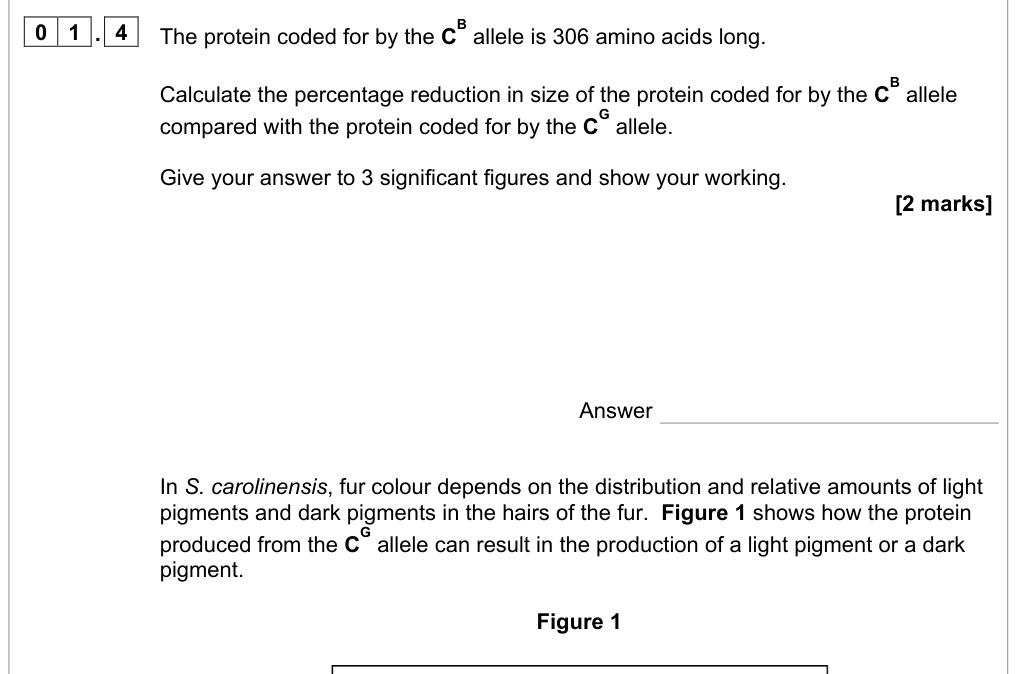 0 1 . 4 The protein coded for by the Cᴮ allele is 306 amino acids long.
Calculate the percentage reduction in size of the protein coded for by the Cᴮ allele
compared with the protein coded for by the Cᴳ allele.
Give your answer to 3 significant figures and show your working.
[2 marks]
Answer
In S. carolinensis, fur colour depends on the distribution and relative amounts of light
pigments and dark pigments in the hairs of the fur. Figure 1 shows how the protein
produced from the Cᴳ allele can result in the production of a light pigment or a dark
pigment.
Figure 1